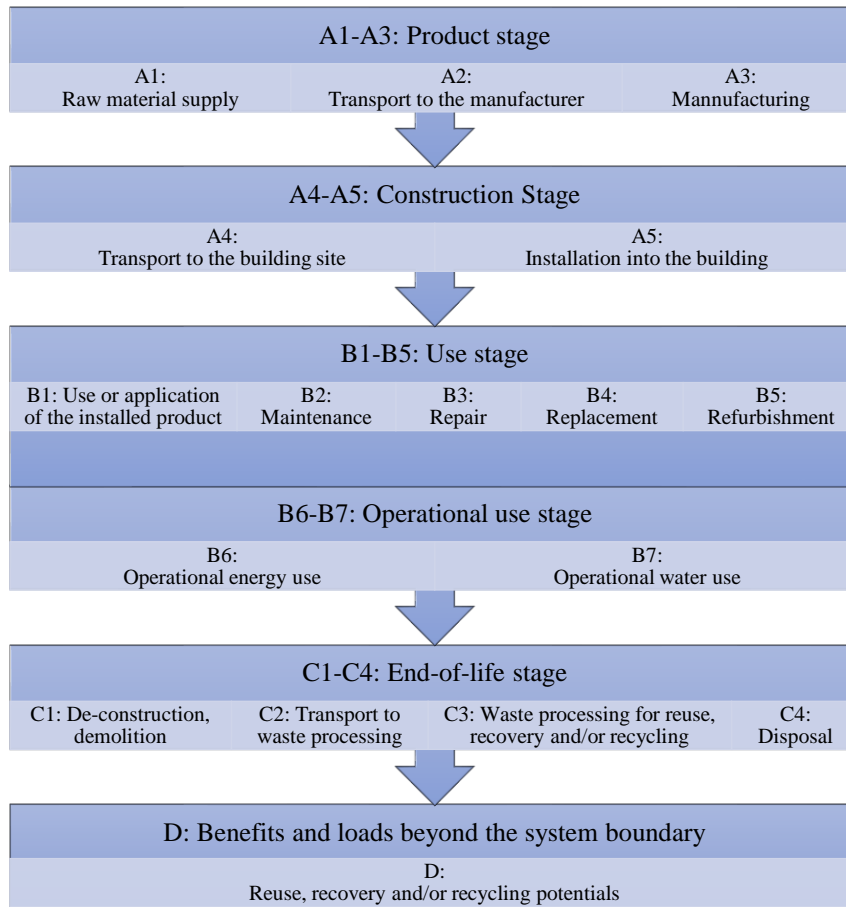 A1-A3: Product stage
A1:
Raw material supply
A2:
Transport to the manufacturer
A3:
Mannufacturing
A4-A5: Construction Stage
A4:
Transport to the building site
A5:
Installation into the building
B1-B5: Use stage
B1: Use or application
of the installed product
B2:
Maintenance
B3:
Repair
B4:
Replacement
B5:
Refurbishment
B6-B7: Operational use stage
B6:
Operational energy use
B7:
Operational water use
C1-C4: End-of-life stage
C1: De-construction,
demolition
C2: Transport to
waste processing
C3: Waste processing for reuse,
recovery and/or recycling
C4:
Disposal
D: Benefits and loads beyond the system boundary
D:
Reuse, recovery and/or recycling potentials